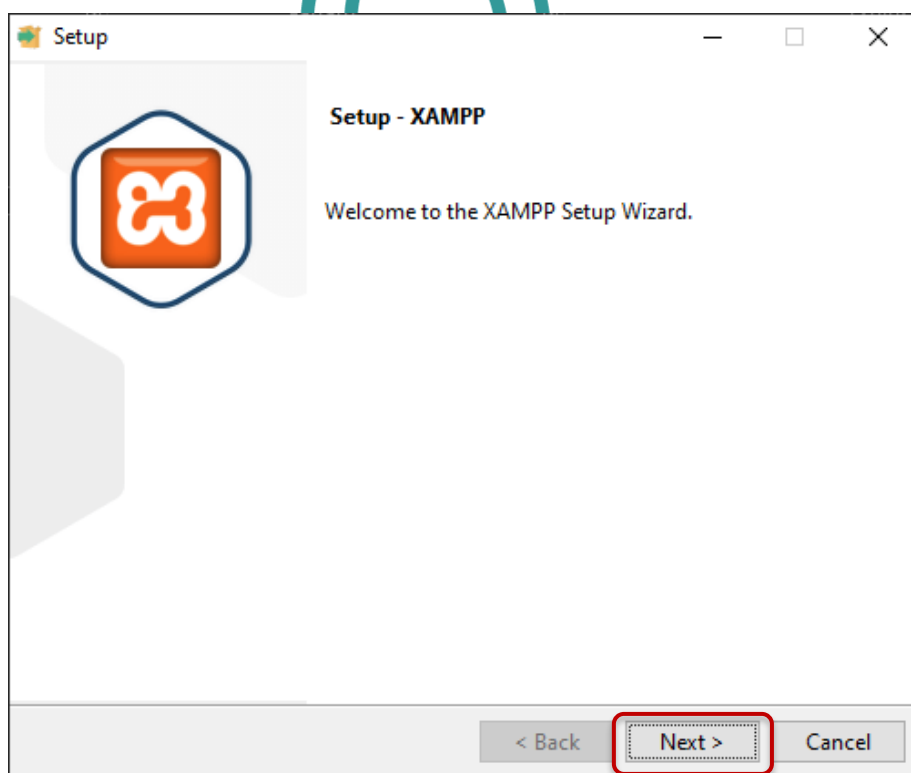 Setup
Setup - XAMPP
Welcome to the XAMPP Setup Wizard.
< Back Next > Cancel